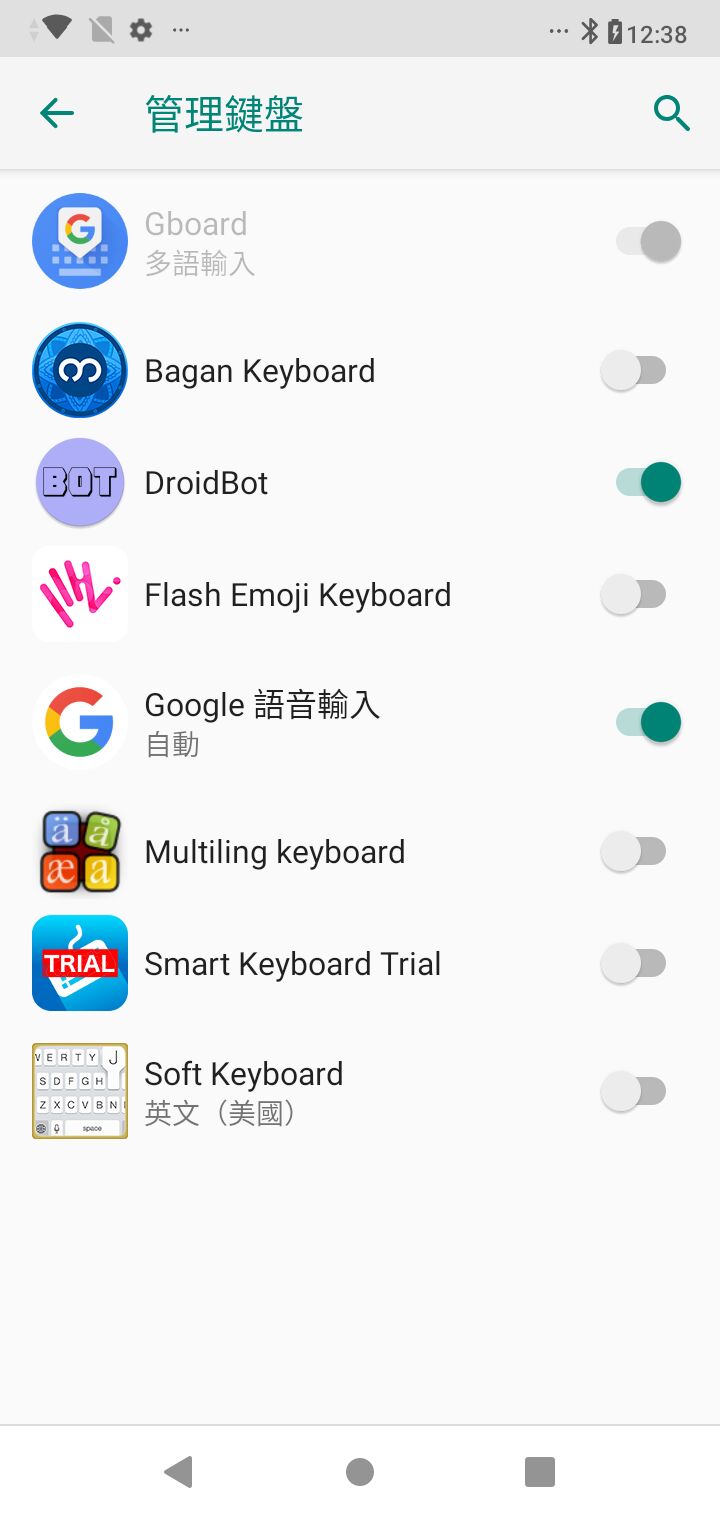 12:38
管理鍵盤
Gboard
多語輸入
Bagan Keyboard
BOT
DroidBot
Flash Emoji Keyboard
Google 語音輸入
自動
ä å
æ a
Multiling keyboard
TRIAL
Smart Keyboard Trial
W E R T Y J
S D F G H
Z X C V B N
space
Soft Keyboard
英文（美國）